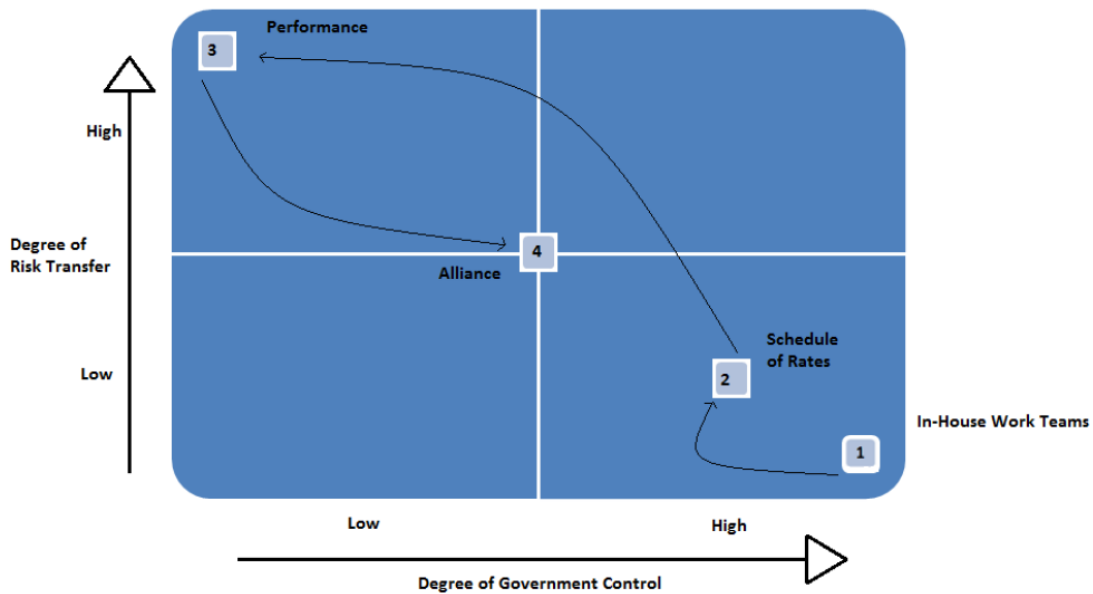 Performance
3
High
Degree of
Risk Transfer
4
Alliance
Schedule
of Rates
Low
2
In-House Work Teams
1
Low
High
Degree of Government Control